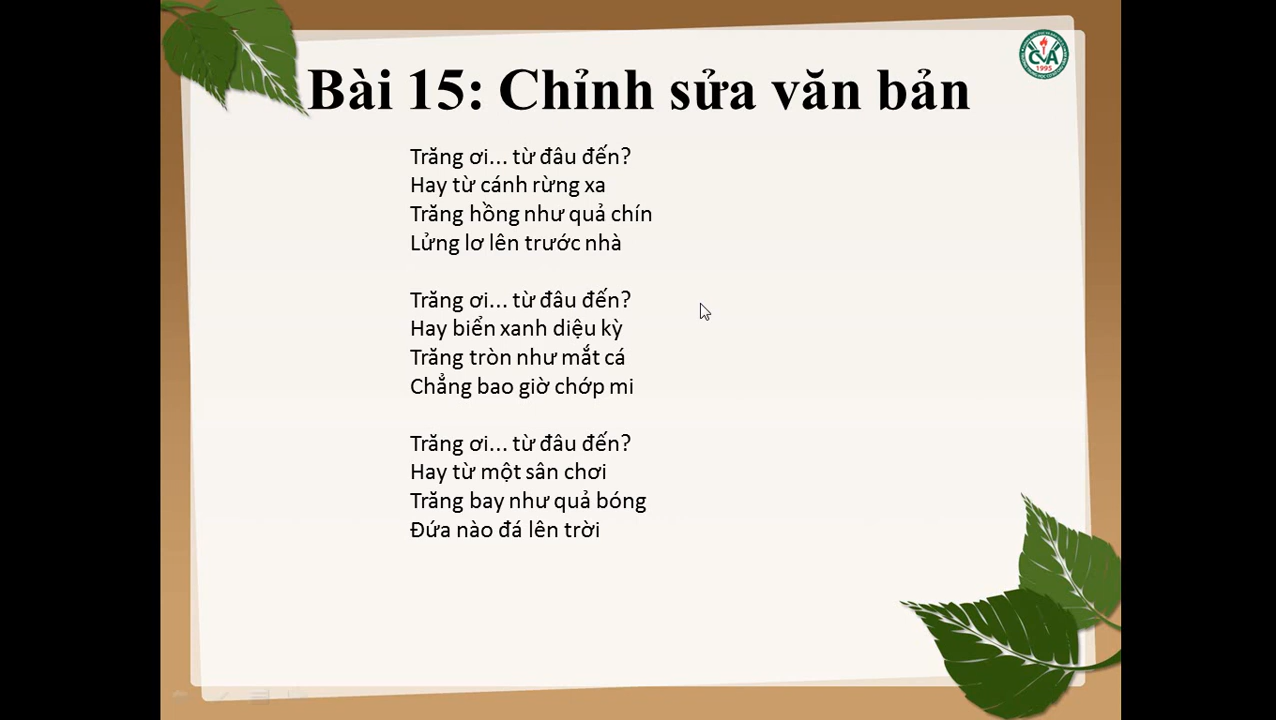 Bài 15: Chỉnh sửa văn bản
CVA
1995
Trăng ơi... từ đâu đến?
Hay từ cánh rừng xa
Trăng hồng như quả chín
Lửng lơ lên trước nhà
Trăng ơi... từ đâu đến?
Hay biển xanh diệu kỳ
Trăng tròn như mắt cá
Chẳng bao giờ chớp mi
Trăng ơi... từ đâu đến?
Hay từ một sân chơi
Trăng bay như quả bóng
Đứa nào đá lên trời